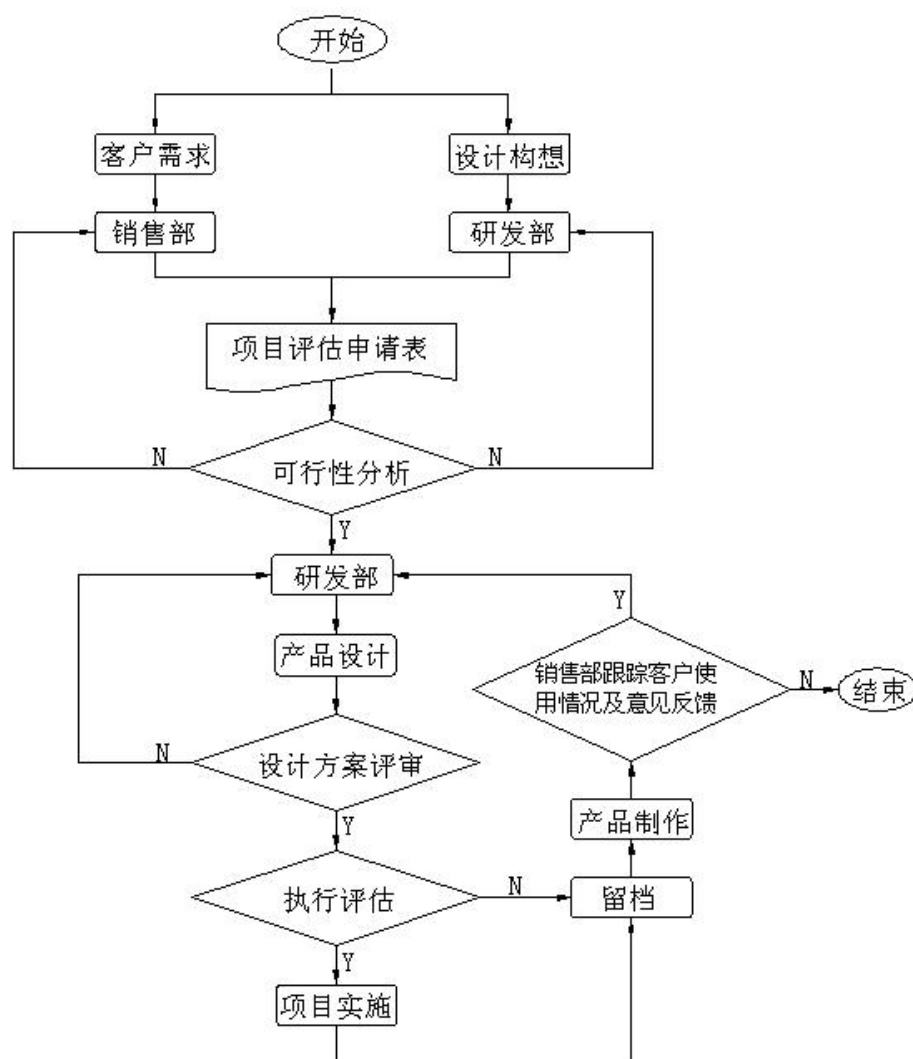 开始
客户需求
设计构想
销售部
研发部
项目评估申请表
N
可行性分析
N
Y
研发部
产品设计
Y
销售部跟踪客户使
用情况及意见反馈
N
结束
N
设计方案评审
Y
产品制作
执行评估
N
留档
Y
项目实施